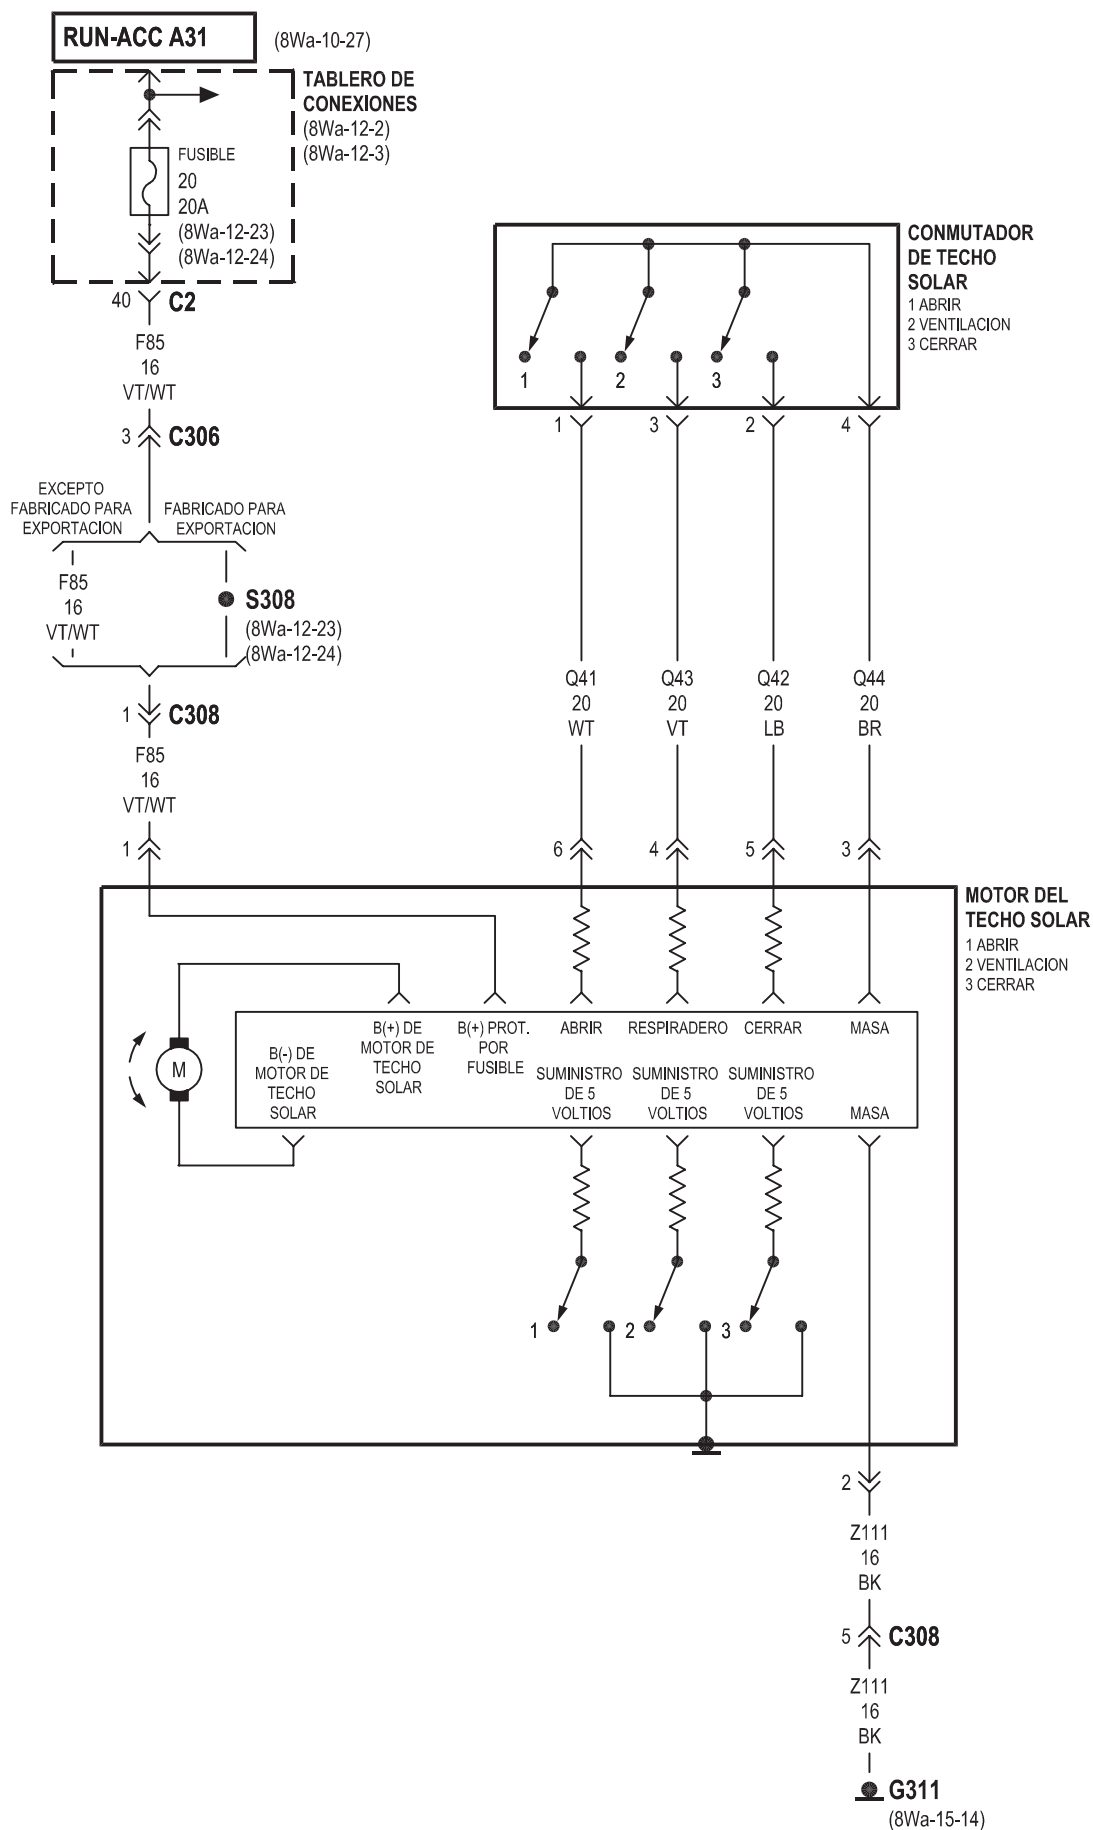 RUN-ACC A31
(8Wa-10-27)
TABLERO DE
CONEXIONES
(8Wa-12-2)
(8Wa-12-3)
FUSIBLE
20
20A
(8Wa-12-23)
(8Wa-12-24)
40
C2
F85
16
VT/WT
3
C306
EXCEPTO
FABRICADO PARA
EXPORTACION
FABRICADO PARA
EXPORTACION
F85
16
VT/WT
S308
(8Wa-12-23)
(8Wa-12-24)
1
C308
F85
16
VT/WT
1
CONMUTADOR
DE TECHO
SOLAR
1 ABRIR
2 VENTILACION
3 CERRAR
1
2
3
1
3
2
4
Q41
20
WT
Q43
20
VT
Q42
20
LB
Q44
20
BR
6
4
5
3
MOTOR DEL
TECHO SOLAR
1 ABRIR
2 VENTILACION
3 CERRAR
M
B(-) DE
MOTOR DE
TECHO
SOLAR
B(+) DE
MOTOR DE
TECHO
SOLAR
B(+) PROT.
POR
FUSIBLE
ABRIR
RESPIRADERO
CERRAR
MASA
SUMINISTRO
DE 5
VOLTIOS
SUMINISTRO
DE 5
VOLTIOS
SUMINISTRO
DE 5
VOLTIOS
MASA
1
2
3
2
Z111
16
BK
5
C308
Z111
16
BK
G311
(8Wa-15-14)